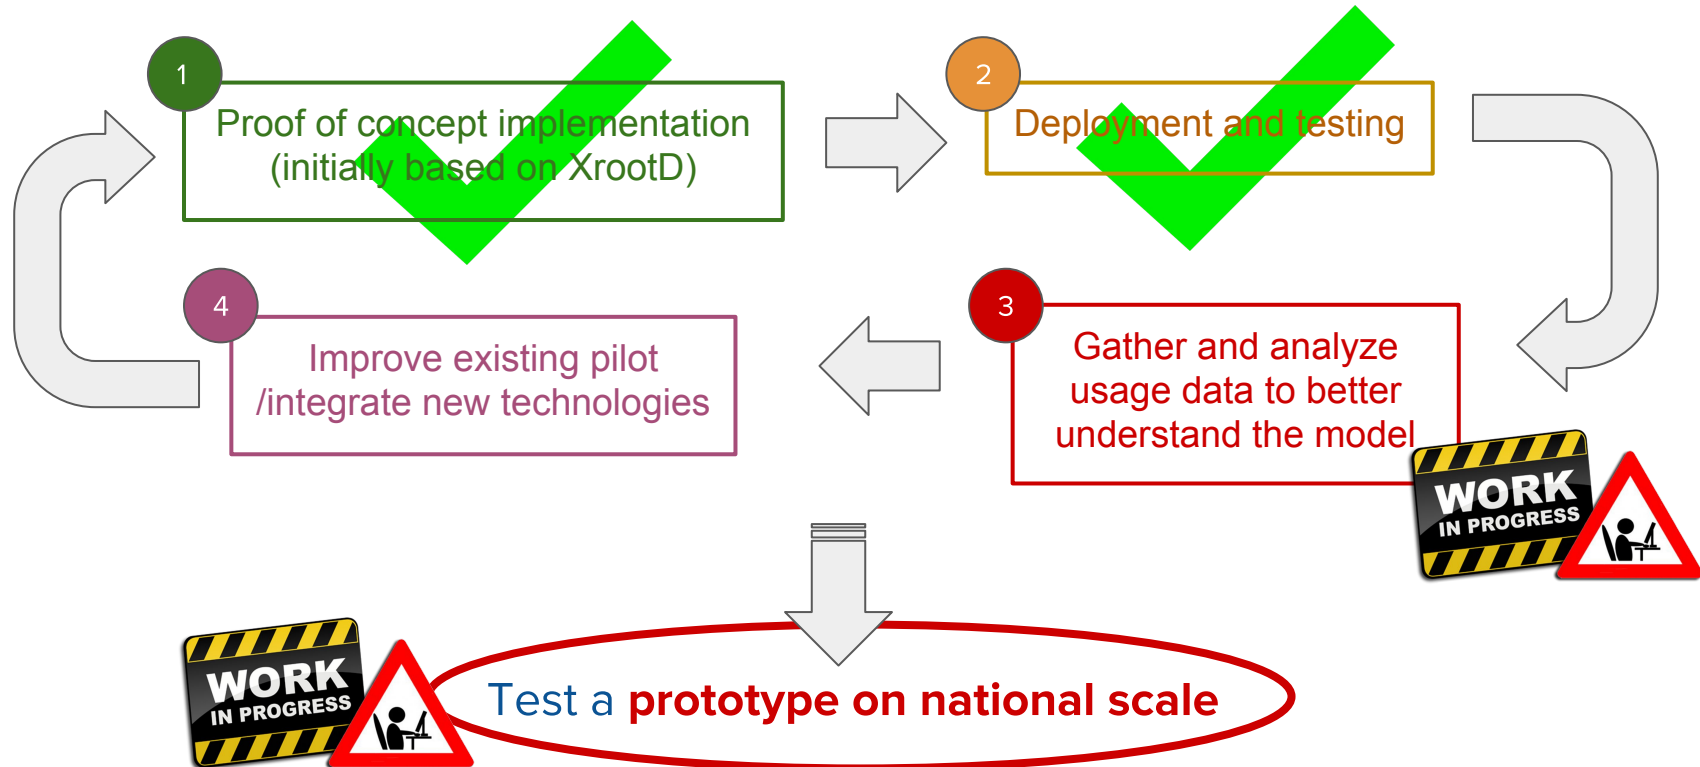 1
Proof of concept implementation
(initially based on XrootD)
2
Deployment and testing
3
Gather and analyze
usage data to better
understand the model
WORK
IN PROGRESS
4
Improve existing pilot
/integrate new technologies
WORK
IN PROGRESS
Test a prototype on national scale